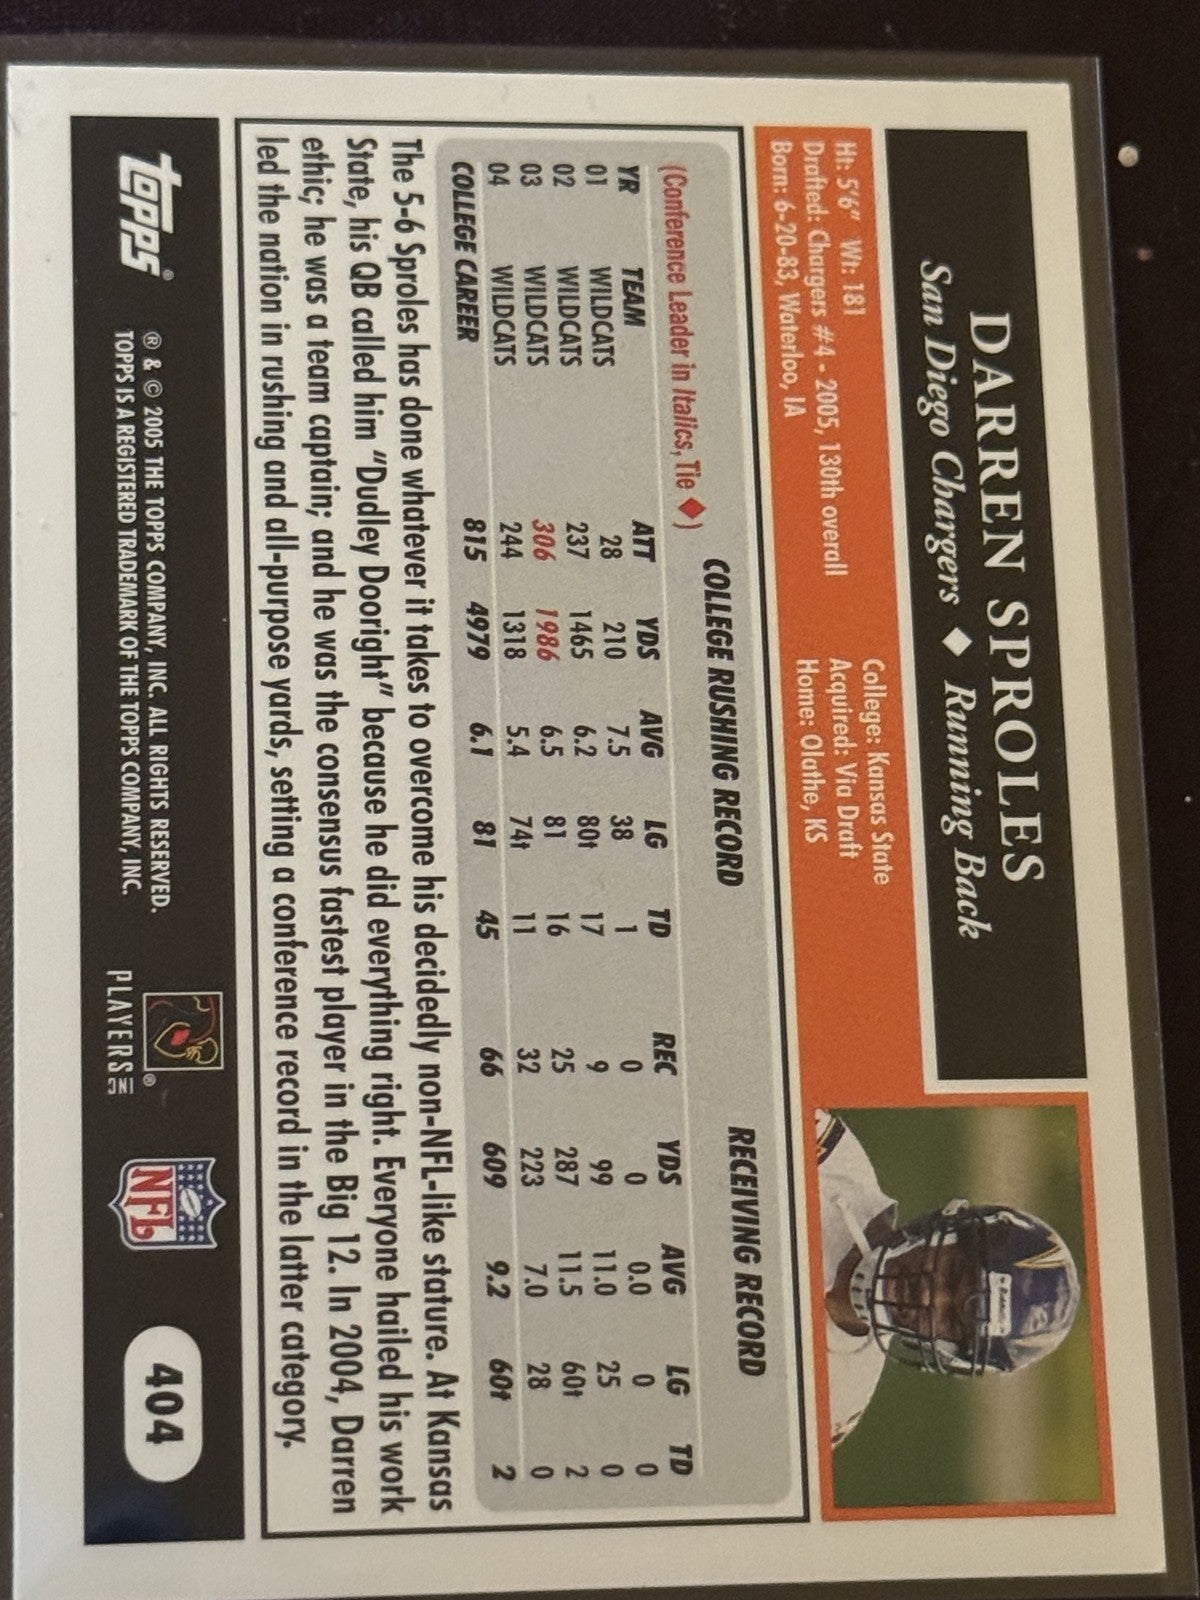 DARREN SPROLES
San Diego Chargers ◆ Running Back
Ht: 5'6" Wt: 181
College: Kansas State
Drafted: Chargers #4 - 2005, 130th overall
Acquired: Via Draft
Born: 6-20-83, Waterloo, IA
Home: Olathe, KS
COLLEGE RUSHING RECORD RECEIVING RECORD
(Conference Leader in Italics, Tie ♦)
YR TEAM ATT YDS AVG LG TD REC YDS AVG LG TD
01 WILDCATS 28 210 7.5 38 1 0 0 0.0 0 0
02 WILDCATS 237 1465 6.2 80t 17 9 99 11.0 25 0
03 WILDCATS 306 1986 6.5 81 16 25 287 11.5 60t 2
04 WILDCATS 244 1318 5.4 74t 11 32 223 7.0 28 0
COLLEGE CAREER 815 4979 6.1 81 45 66 609 9.2 60t 2
The 5-6 Sproles has done whatever it takes to overcome his decidedly non-NFL-like stature. At Kansas
State, his QB called him "Dudley Dooright" because he did everything right. Everyone hailed his work
ethic; he was a team captain; and he was the consensus fastest player in the Big 12. In 2004, Darren
led the nation in rushing and all-purpose yards, setting a conference record in the latter category.
topps®
® & © 2005 THE TOPPS COMPANY, INC. ALL RIGHTS RESERVED.
TOPPS IS A REGISTERED TRADEMARK OF THE TOPPS COMPANY, INC.
PLAYERS INC ®
NFL
404